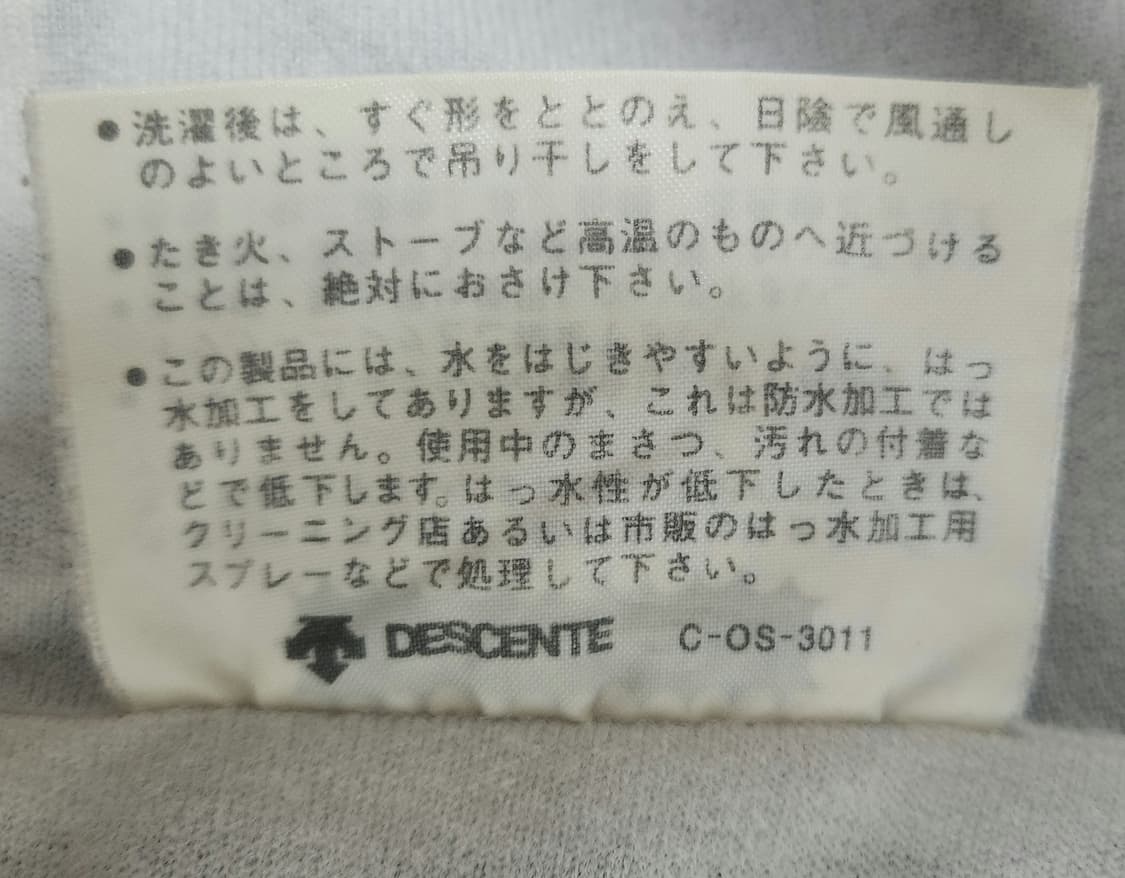 ●洗濯後は、すぐ形をととのえ、日陰で風通し
のよいところで吊り干しをして下さい。
●たき火、ストーブなど高温のものへ近づける
ことは、絶対におさけ下さい。
●この製品には、水をはじきやすいように、はっ
水加工をしてありますが、これは防水加工では
ありません。使用中のまさつ、汚れの付着な
どで低下します。はっ水性が低下したときは、
クリーニング店あるいは市販のはっ水加工用
スプレーなどで処理して下さい。
DESCENTE C-OS-3011